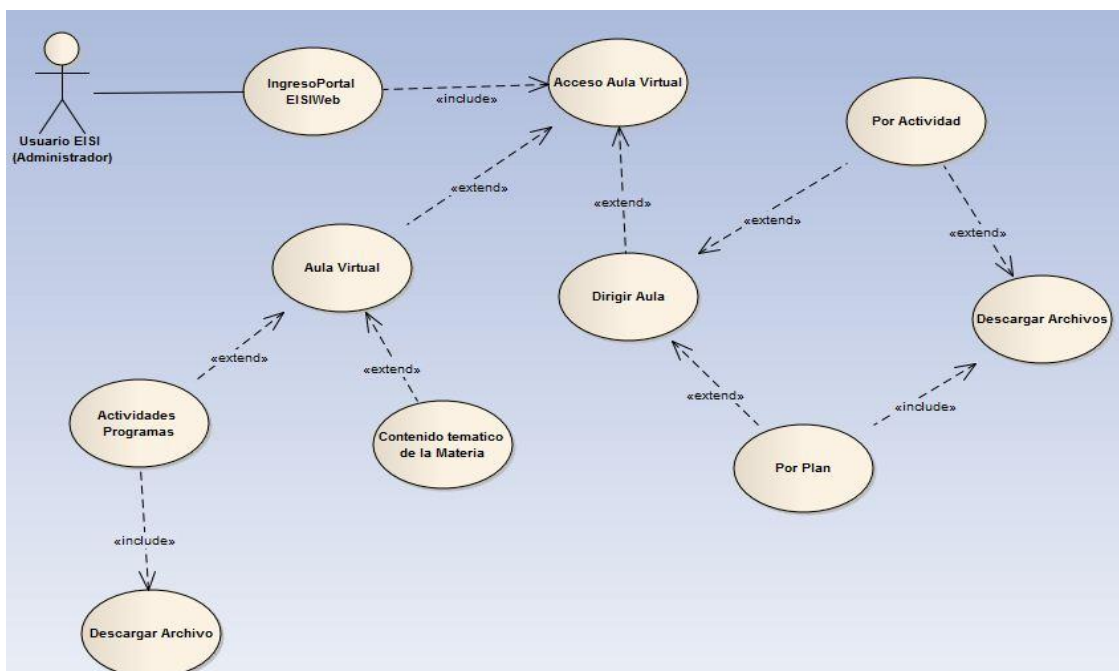 Usuario EISI
(Administrador)
IngresoPortal
EISIWeb
«include»
Acceso Aula Virtual
Por Actividad
«extend»
«extend»
«extend»
«extend»
Aula Virtual
Dirigir Aula
Descargar Archivos
«extend»
«extend»
«extend»
«include»
Actividades
Programas
Contenido tematico
de la Materia
Por Plan
«include»
Descargar Archivo